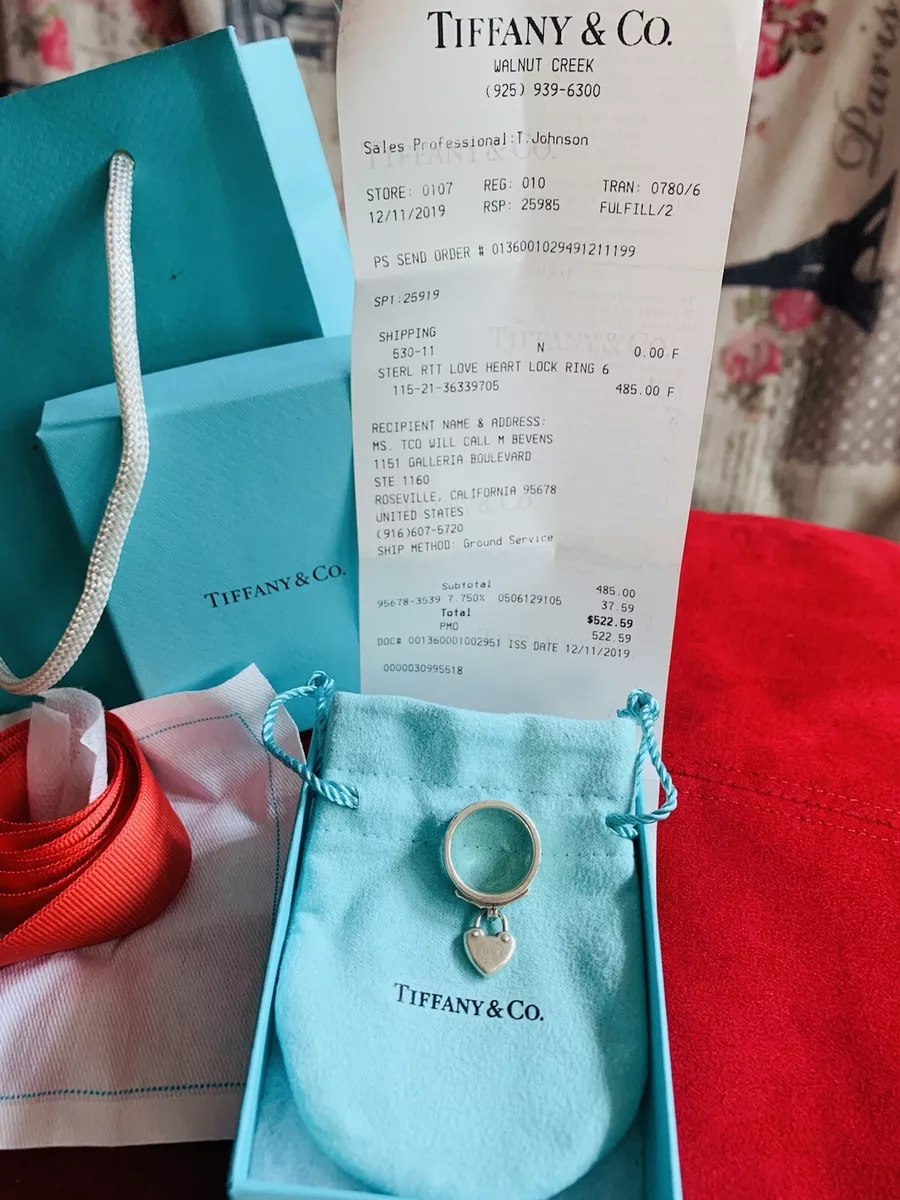 TIFFANY & CO.
WALNUT CREEK
(925) 939-6300
Sales Professional:T.Johnson
STORE: 0107 REG: 010 TRAN: 0780/6
12/11/2019 RSP: 25985 FULFILL/2
PS SEND ORDER # 0136001029491211199
SP1:25919
SHIPPING
530-11 N 0.00 F
STERL RTT LOVE HEART LOCK RING 6
115-21-36339705 485.00 F
RECIPIENT NAME & ADDRESS:
MS. TCO WILL CALL M BEVENS
1151 GALLERIA BOULEVARD
STE 1160
ROSEVILLE, CALIFORNIA 95678
UNITED STATES
(916)607-5720
SHIP METHOD: Ground Service
Subtotal 485.00
95678-3539 7.750% 0506129105 37.59
Total $522.59
PMO 522.59
DOC# 001360001002951 ISS DATE 12/11/2019
0000030995518
TIFFANY & CO.
TIFFANY & CO.
Paris